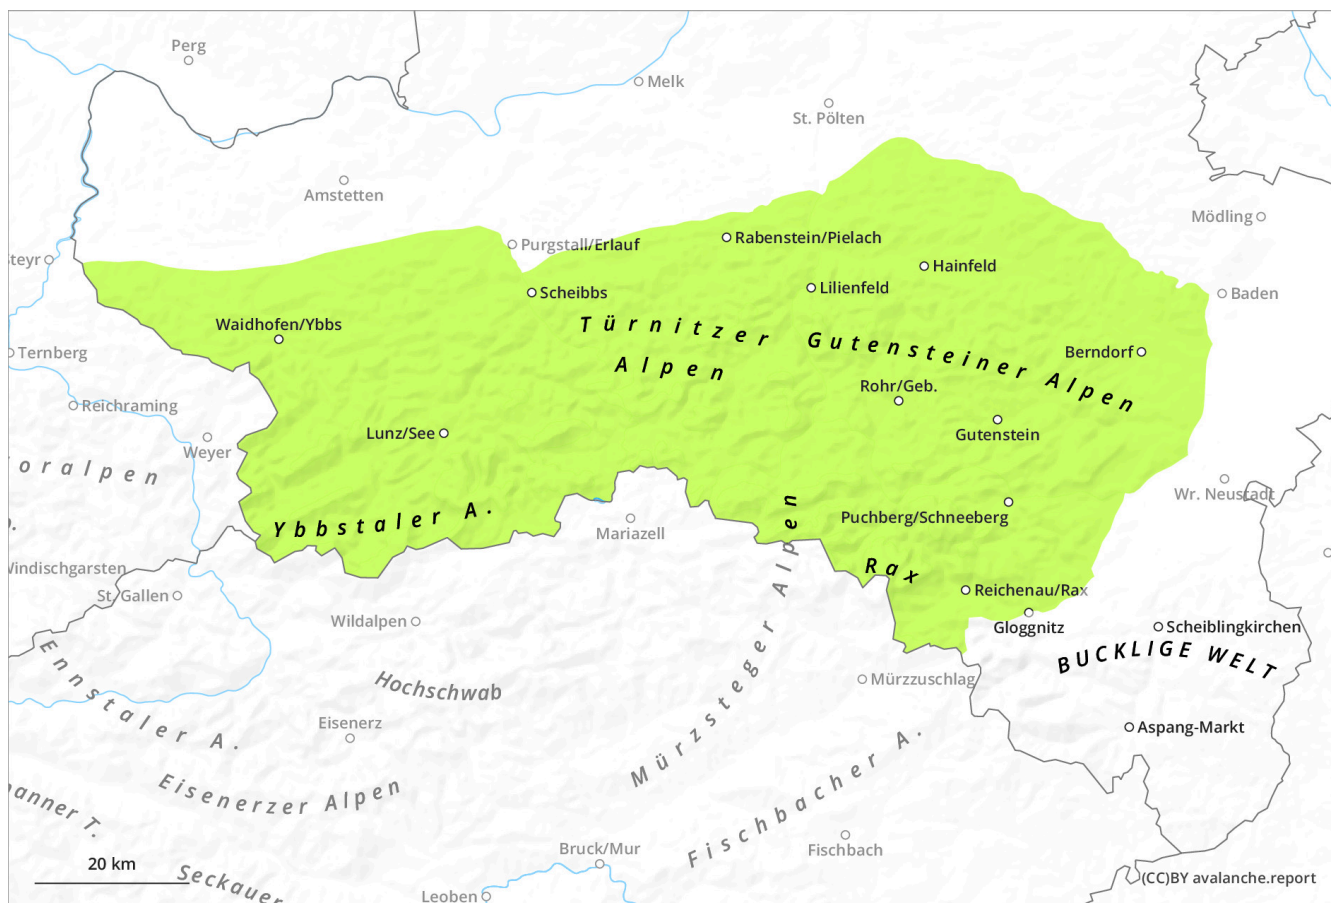 Perg
Melk
St. Pölten
Amstetten
Mödling
Purgstall/Erlauf
Rabenstein/Pielach
steyr
Hainfeld
Scheibbs
Lilienfeld
Baden
Waidhofen/Ybbs
Türnitzer
Alpen
Gutensteiner Alpen
Ternberg
Berndorf
Rohr/Geb.
Reichraming
Lunz/See
Gutenstein
Weyer
oralpen
Wr. Neustadt
Ybbstaler A.
Puchberg/Schneeberg
Mariazell
Windischgarsten
Rax
St. Gallen
Reichenau/Rax
Wildalpen
Gloggnitz
Scheiblingkirchen
BUCKLIGE WELT
Ennstaler A.
Hochschwab
Mürzsteger Alpen
Mürzzuschlag
Eisenerz
Aspang-Markt
Eisenerzer Alpen
Fischbacher A.
anner T.
Bruck/Mur
Fischbach
20 km
Seckauer
Leoben
(CC)BY avalanche.report